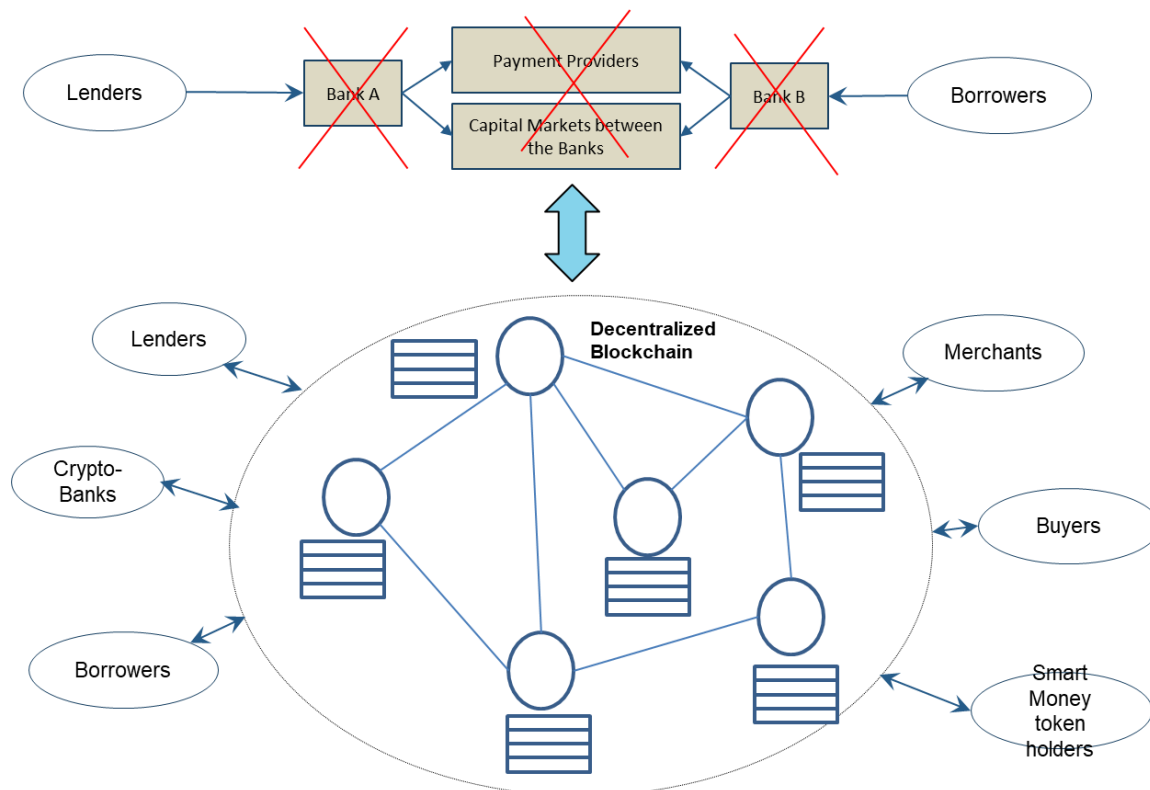 Payment Providers
Lenders
Bank A
Bank B
Borrowers
Capital Markets between
the Banks
Decentralized
Blockchain
Lenders
Merchants
Crypto-
Banks
Buyers
Borrowers
Smart
Money
token
holders